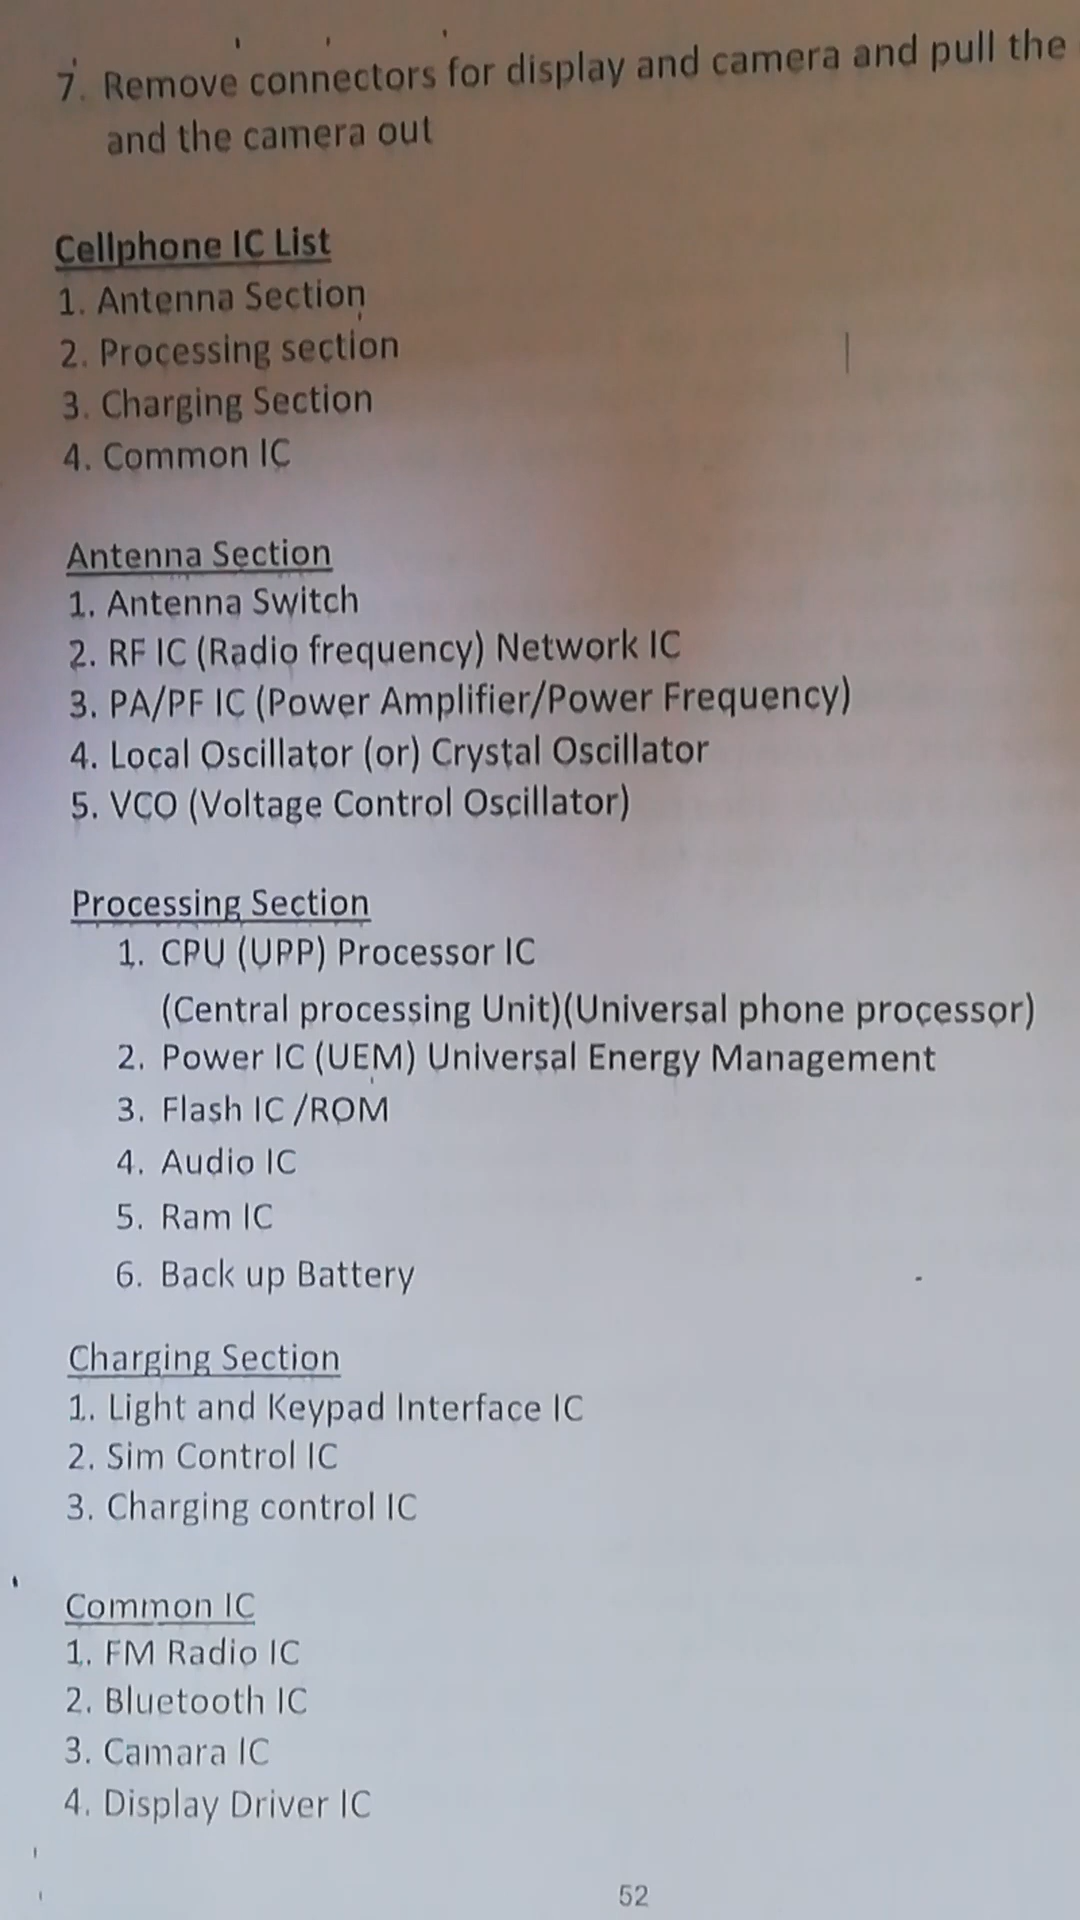 7. Remove connectors for display and camera and pull the
and the camera out
Cellphone IC List
1. Antenna Section
2. Processing section
3. Charging Section
4. Common IC
Antenna Section
1. Antenna Switch
2. RF IC (Radio frequency) Network IC
3. PA/PF IC (Power Amplifier/Power Frequency)
4. Local Oscillator (or) Crystal Oscillator
5. VCO (Voltage Control Oscillator)
Processing Section
1. CPU (UPP) Processor IC
(Central processing Unit)(Universal phone processor)
2. Power IC (UEM) Universal Energy Management
3. Flash IC /ROM
4. Audio IC
5. Ram IC
6. Back up Battery
Charging Section
1. Light and Keypad Interface IC
2. Sim Control IC
3. Charging control IC
Common IC
1. FM Radio IC
2. Bluetooth IC
3. Camara IC
4. Display Driver IC
52